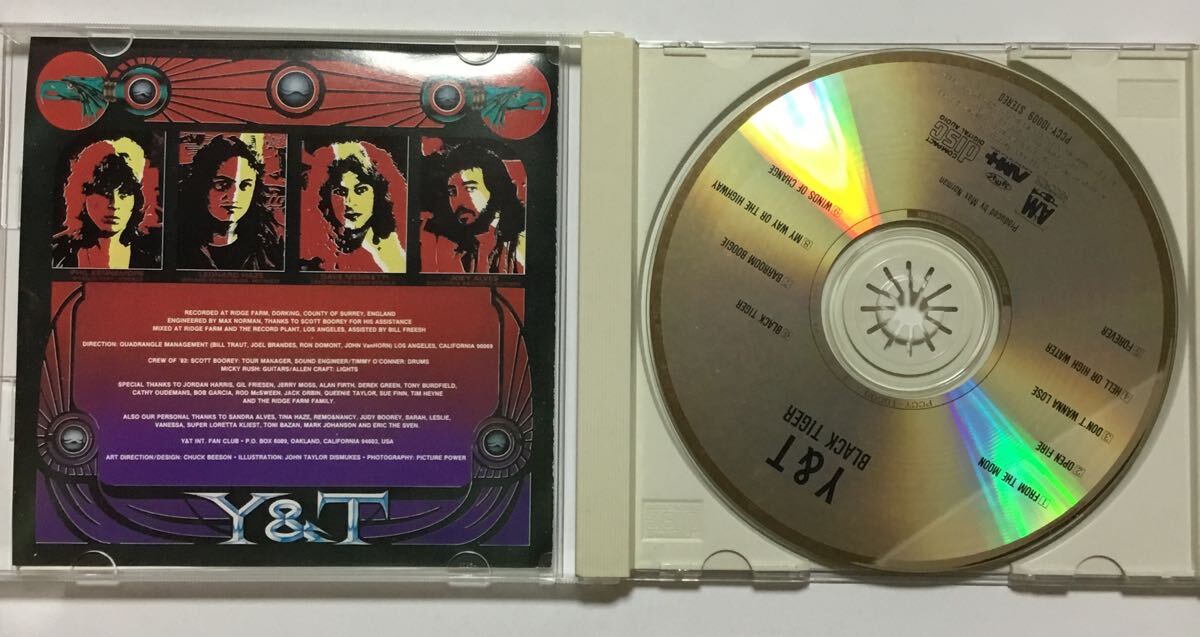 LEONARD HAZE
RECORDED AT RIDGE FARM, DORKING, COUNTY OF SURREY, ENGLAND
ENGINEERED BY MAX NORMAN, THANKS TO SCOTT BOOREY FOR HIS ASSISTANCE
MIXED AT RIDGE FARM AND THE RECORD PLANT, LOS ANGELES, ASSISTED BY BILL FREESH
DIRECTION: QUADRANGLE MANAGEMENT (BILL TRAUT, JOEL BRANDES, RON DOMONT, JOHN VanHORN) LOS ANGELES, CALIFORNIA 90069
CREW OF '82: SCOTT BOOREY: TOUR MANAGER, SOUND ENGINEER/TIMMY O'CONNER: DRUMS
MICKY RUSH: GUITARS/ALLEN CRAFT: LIGHTS
SPECIAL THANKS TO JORDAN HARRIS, GIL FRIESEN, JERRY MOSS, ALAN FIRTH, DEREK GREEN, TONY BURDFIELD,
CATHY OUDEMANS, BOB GARCIA, ROD McSWEEN, JACK ORBIN, QUEENIE TAYLOR, SUE FINN, TIM HEYNE
AND THE RIDGE FARM FAMILY.
ALSO OUR PERSONAL THANKS TO SANDRA ALVES, TINA HAZE, REMO&NANCY, JUDY BOOREY, SARAH, LESLIE,
VANESSA, SUPER LORETTA KLIEST, TONI BAZAN, MARK JOHANSON AND ERIC THE SVEN.
Y&T INT. FAN CLUB • P.O. BOX 6009, OAKLAND, CALIFORNIA 94603, USA
ART DIRECTION/DESIGN: CHUCK BEESON • ILLUSTRATION: JOHN TAYLOR DISMUKES • PHOTOGRAPHY: PICTURE POWER
Y&T
Y & T
BLACK TIGER
1 FROM THE MOON
2 OPEN FIRE
3 DON'T WANNA LOSE
4 HELL OR HIGH WATER
5 FOREVER
6 BLACK TIGER
7 BARROOM BOOGIE
8 MY WAY OR THE HIGHWAY
9 WINDS OF CHANGE
Produced by Max Norman
A&M
AM+
COMPACT
disc
DIGITAL AUDIO
PCCY-10009 STEREO